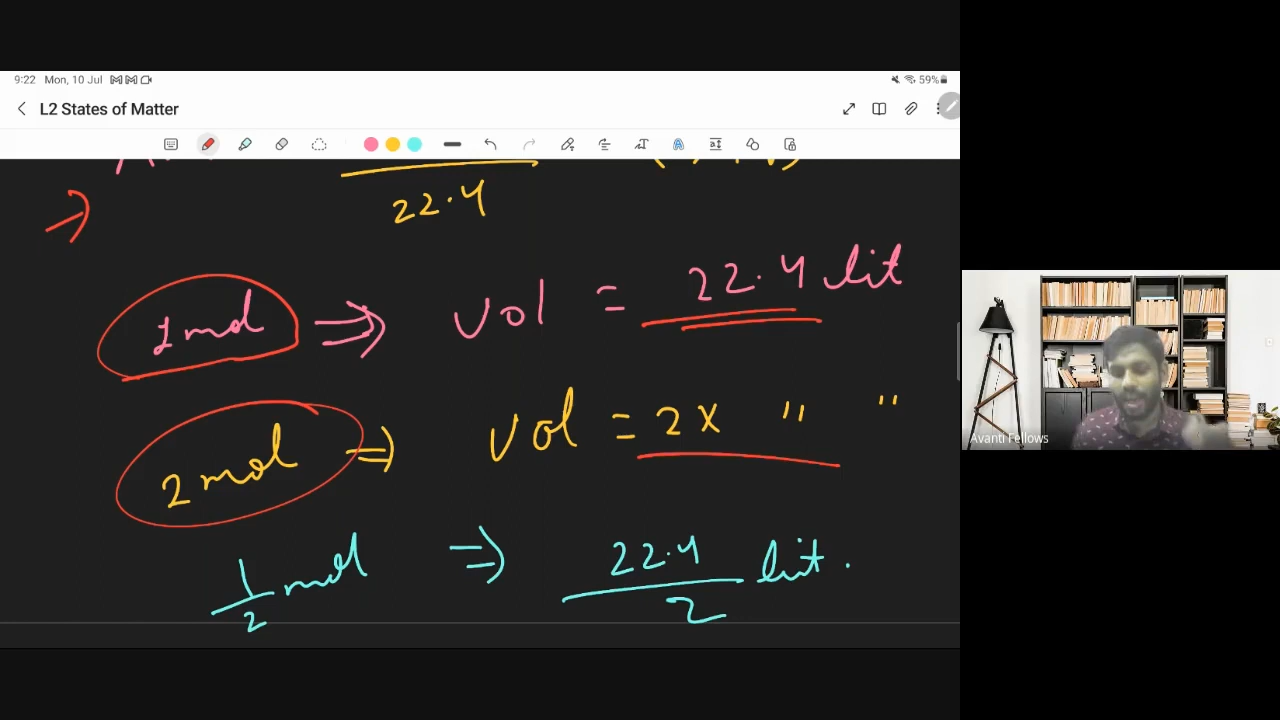 9:22 Mon, 10 Jul 59%
L2 States of Matter
⇒ 22.4
1 mol ⇒ Vol = 22.4 lit
2 mol ⇒ Vol = 2 x " "
1/2 mol ⇒ 22.4/2 lit.
Avanti Fellows